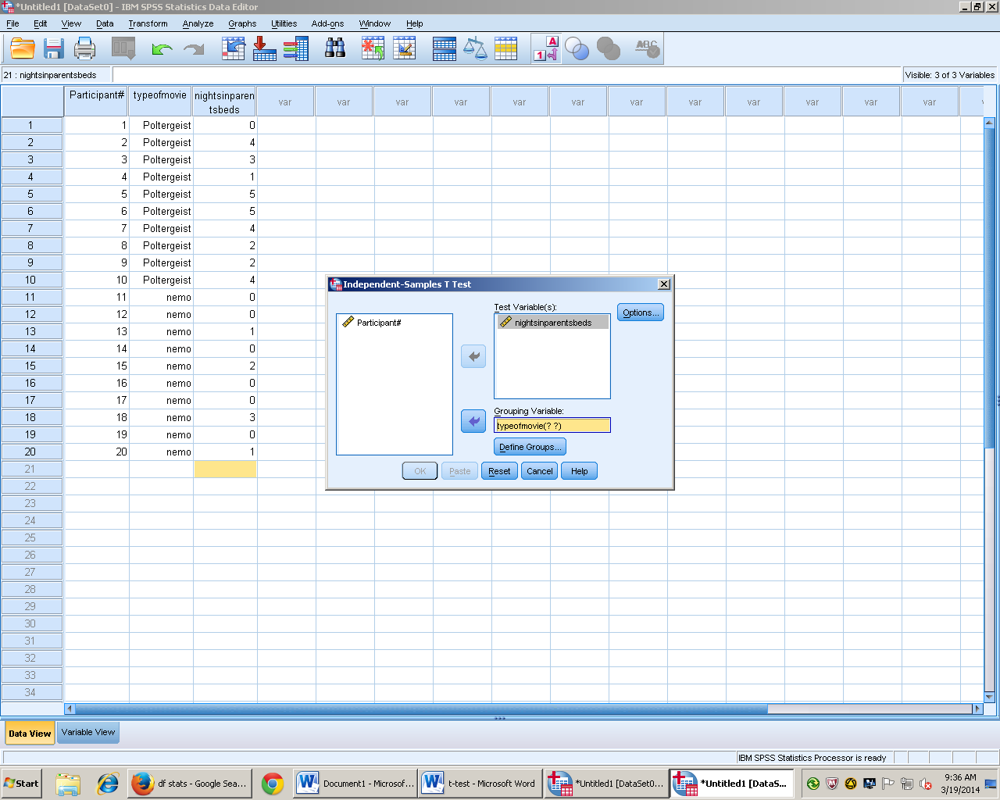 *Untitled1 [DataSet0] - IBM SPSS Statistics Data Editor
File Edit View Data Transform Analyze Graphs Utilities Add-ons Window Help
21 : nightsinparentsbeds
Visible: 3 of 3 Variables
Participant# typeofmovie nightsinparen var var var var var var var var var var var var
tsbeds
1 1 Poltergeist 0
2 2 Poltergeist 4
3 3 Poltergeist 3
4 4 Poltergeist 1
5 5 Poltergeist 5
6 6 Poltergeist 5
7 7 Poltergeist 4
8 8 Poltergeist 2
9 9 Poltergeist 2
10 10 Poltergeist 4
11 11 nemo 0
12 12 nemo 0
13 13 nemo 1
14 14 nemo 0
15 15 nemo 2
16 16 nemo 0
17 17 nemo 0
18 18 nemo 3
19 19 nemo 0
20 20 nemo 1
21
22
23
24
25
26
27
28
29
30
31
32
33
34
Independent-Samples T Test
Test Variable(s):
Participant#
nightsinparentsbeds
Options...
Grouping Variable:
typeofmovie(? ?)
Define Groups...
OK Paste Reset Cancel Help
Data View Variable View
IBM SPSS Statistics Processor is ready
Start
df stats - Google Sea...
Document1 - Microsof...
t-test - Microsoft Word
*Untitled1 [DataSet0...
*Untitled1 [DataS...
9:36 AM
3/19/2014